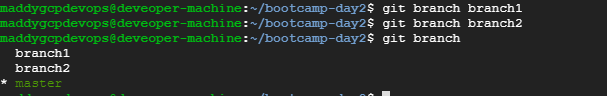 maddygcpdevops@deveoper-machine:~/bootcamp-day2$ git branch branch1
maddygcpdevops@deveoper-machine:~/bootcamp-day2$ git branch branch2
maddygcpdevops@deveoper-machine:~/bootcamp-day2$ git branch
branch1
branch2
* master